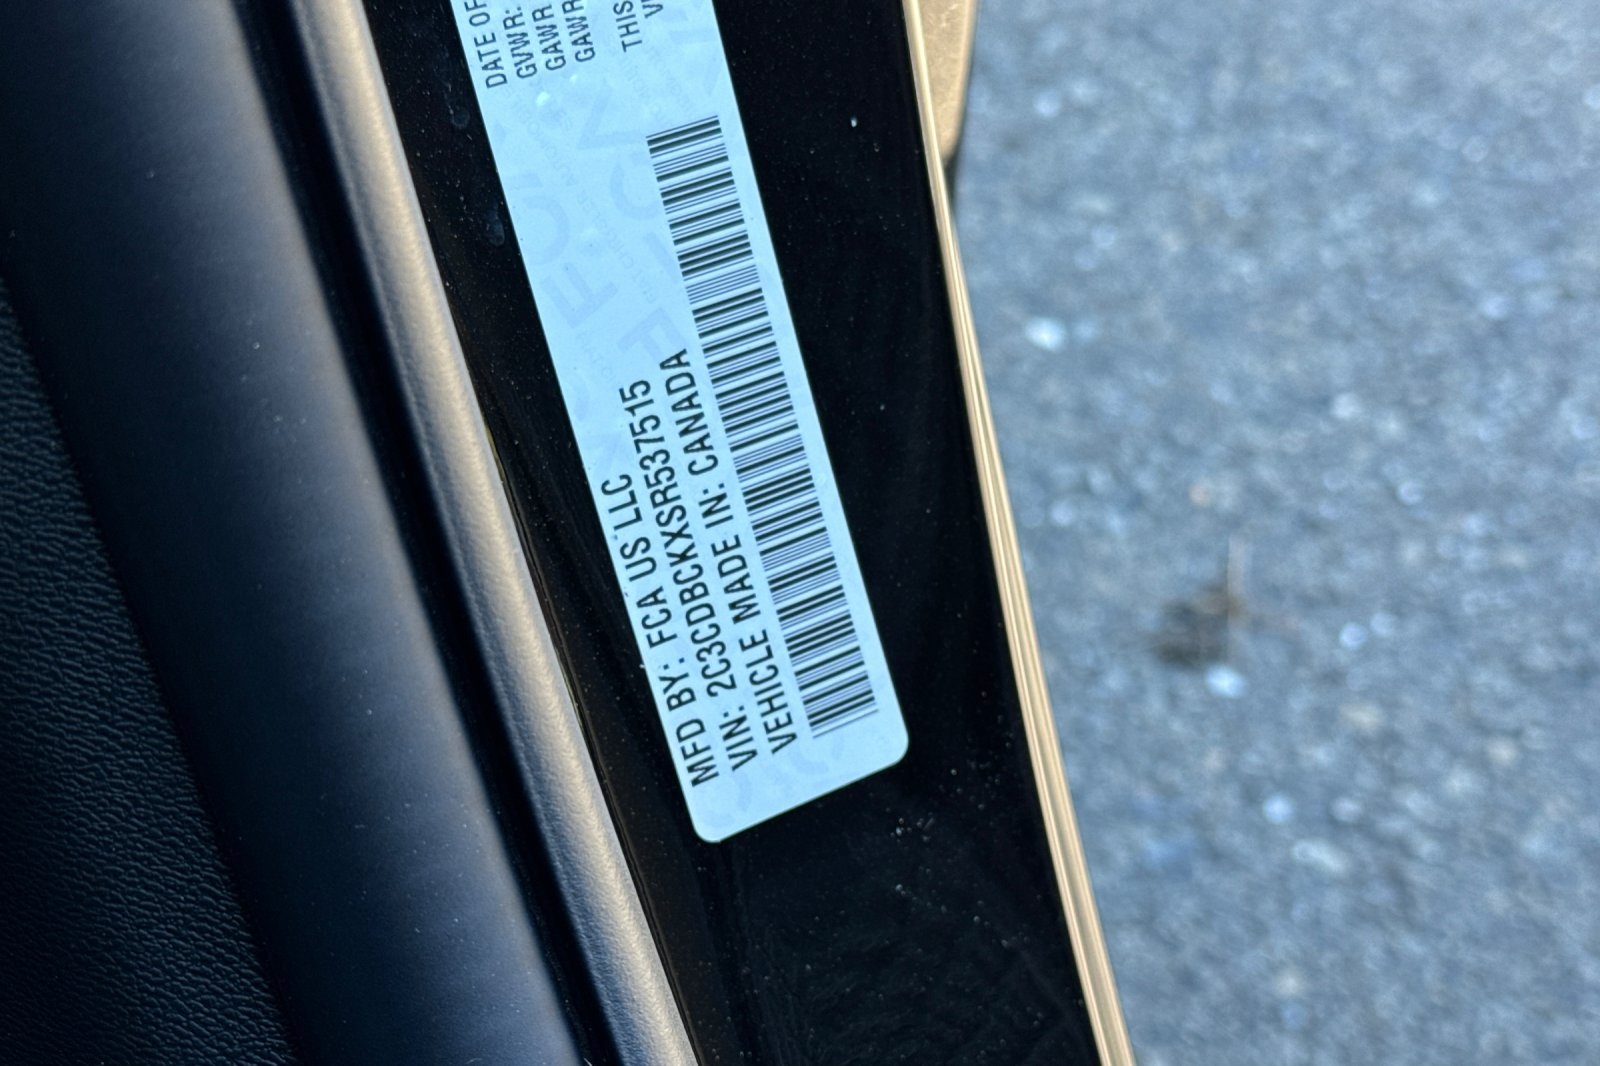 MFD BY: FCA US LLC
VIN: 2C3CDBCKXSR537515
VEHICLE MADE IN: CANADA
DATE OF
GVWR:
GAWR
GAWR
THIS